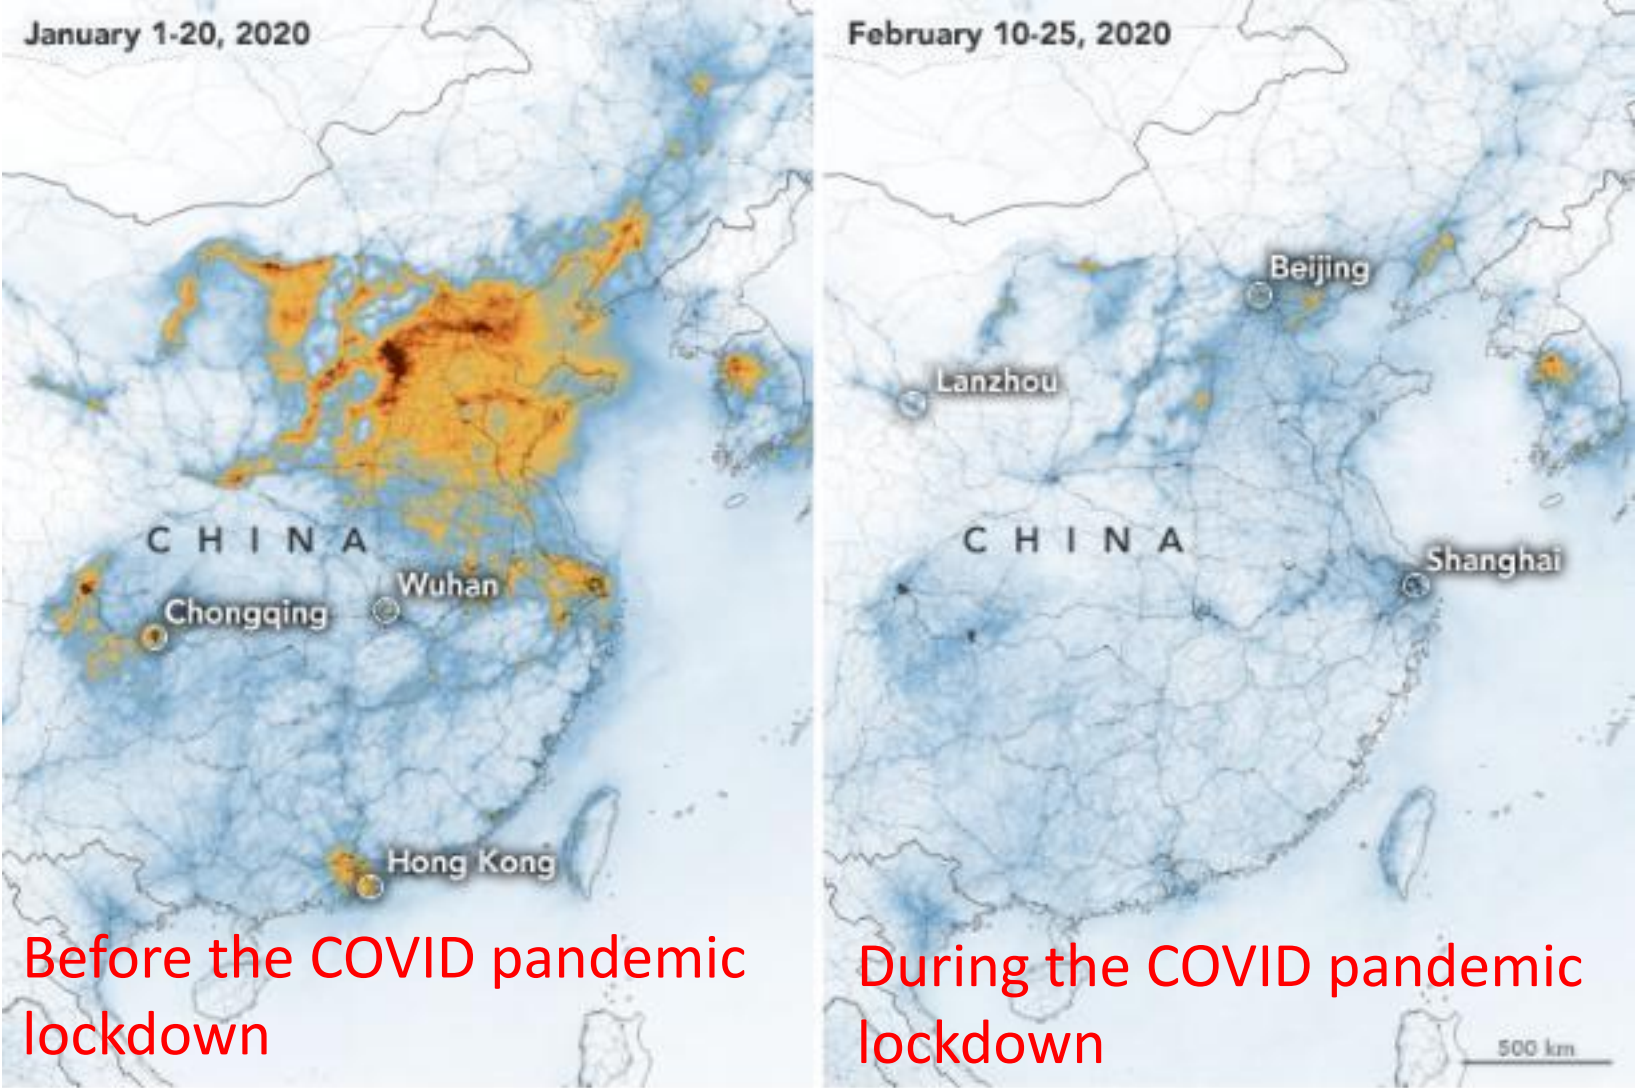 January 1-20, 2020
CHINA
Wuhan
Chongqing
Hong Kong
Before the COVID pandemic
lockdown
February 10-25, 2020
Beijing
Lanzhou
CHINA
Shanghai
During the COVID pandemic
lockdown
500 km